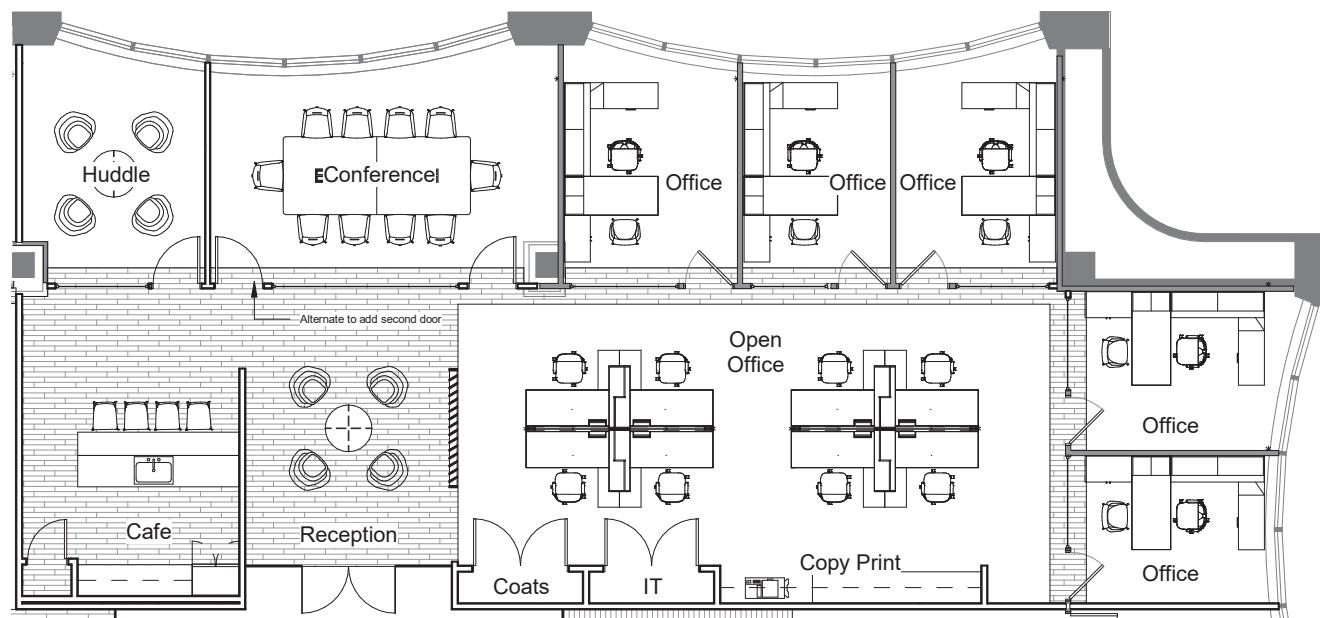 Huddle
Conference
Office
Office
Office
Alternate to add second door
Open
Office
Office
Cafe
Reception
Copy Print
Coats
IT
Office